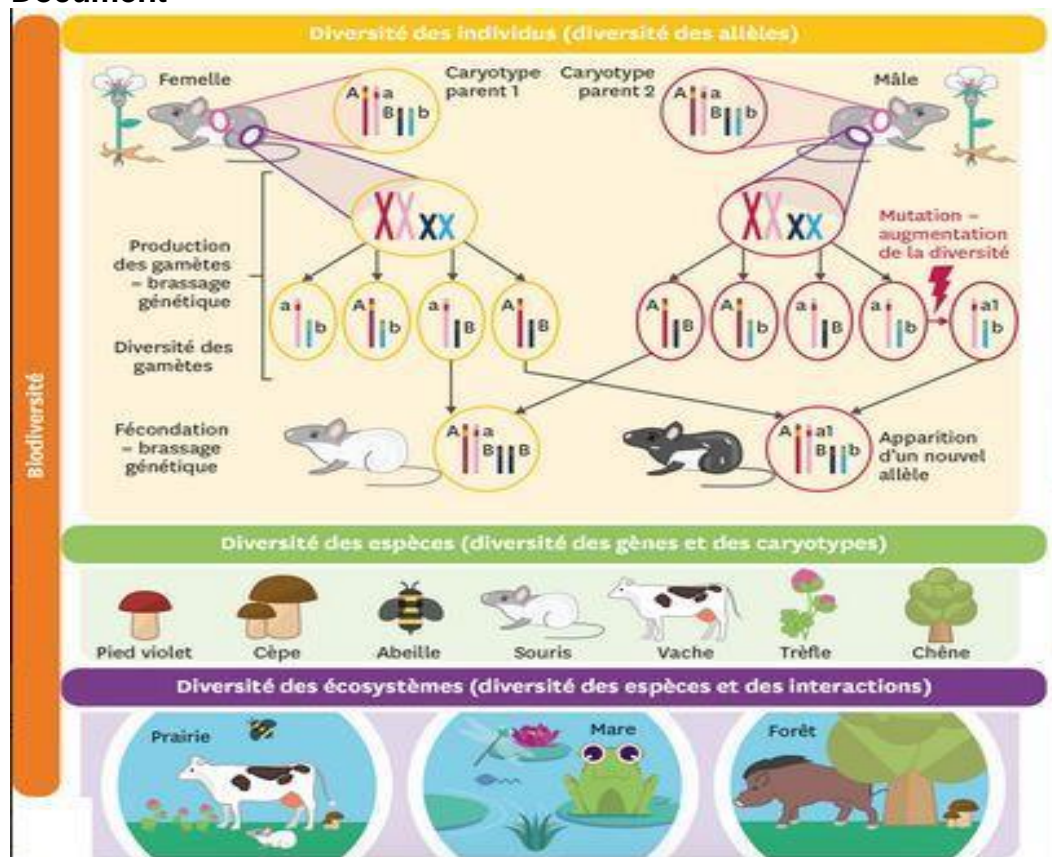 Document
Biodiversité
Diversité des individus (diversité des allèles)
Femelle
Caryotype
parent 1
Caryotype
parent 2
Mâle
A a
B b
A a
B b
Production
des gamètes
– brassage
génétique
Mutation –
augmentation
de la diversité
a
b
A
b
a
B
A
B
A
B
A
b
a
B
a
b
a1
b
Diversité des
gamètes
Fécondation
– brassage
génétique
A a
B B
A a1
B b
Apparition
d'un nouvel
allèle
Diversité des espèces (diversité des gènes et des caryotypes)
Pied violet
Cèpe
Abeille
Souris
Vache
Trèfle
Chêne
Diversité des écosystèmes (diversité des espèces et des interactions)
Prairie
Mare
Forêt